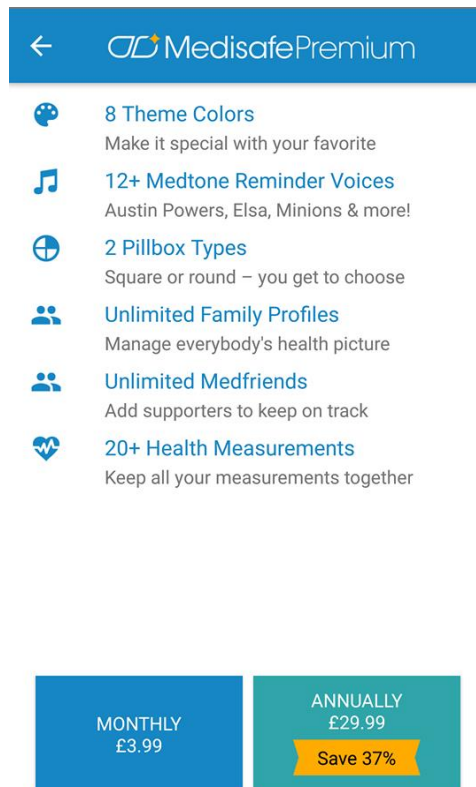 MedisafePremium
8 Theme Colors
Make it special with your favorite
12+ Medtone Reminder Voices
Austin Powers, Elsa, Minions & more!
2 Pillbox Types
Square or round – you get to choose
Unlimited Family Profiles
Manage everybody's health picture
Unlimited Medfriends
Add supporters to keep on track
20+ Health Measurements
Keep all your measurements together
MONTHLY
£3.99
ANNUALLY
£29.99
Save 37%